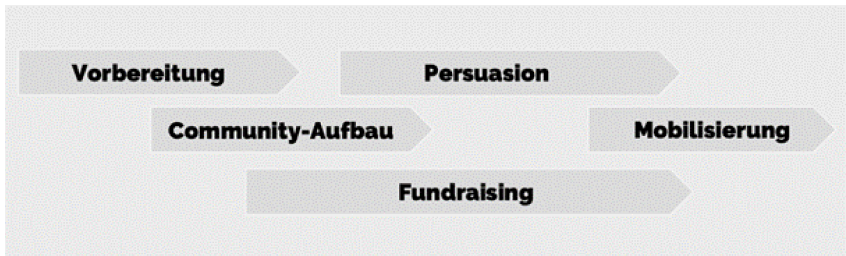 Vorbereitung
Persuasion
Community-Aufbau
Mobilisierung
Fundraising